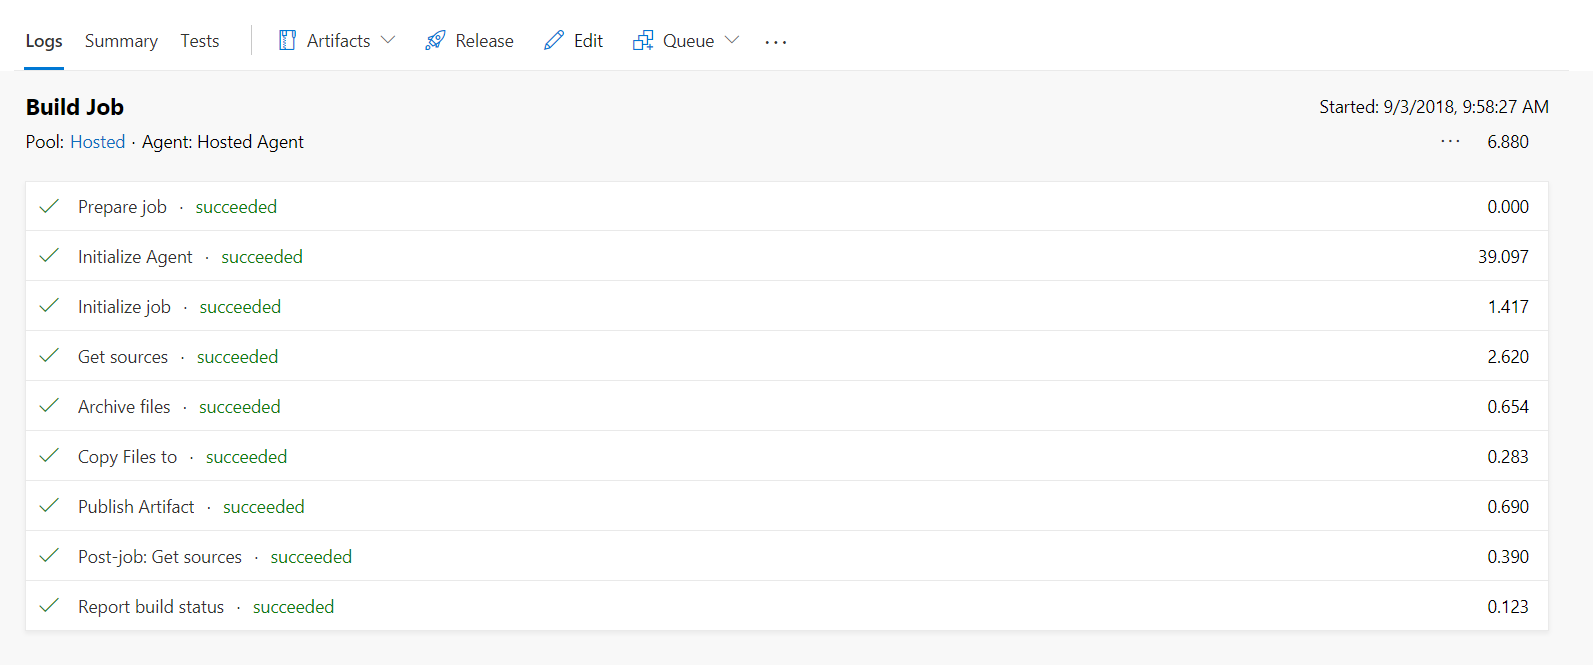 Logs Summary Tests Artifacts Release Edit Queue ...
Build Job Started: 9/3/2018, 9:58:27 AM
Pool: Hosted · Agent: Hosted Agent ... 6.880
Prepare job · succeeded 0.000
Initialize Agent · succeeded 39.097
Initialize job · succeeded 1.417
Get sources · succeeded 2.620
Archive files · succeeded 0.654
Copy Files to · succeeded 0.283
Publish Artifact · succeeded 0.690
Post-job: Get sources · succeeded 0.390
Report build status · succeeded 0.123